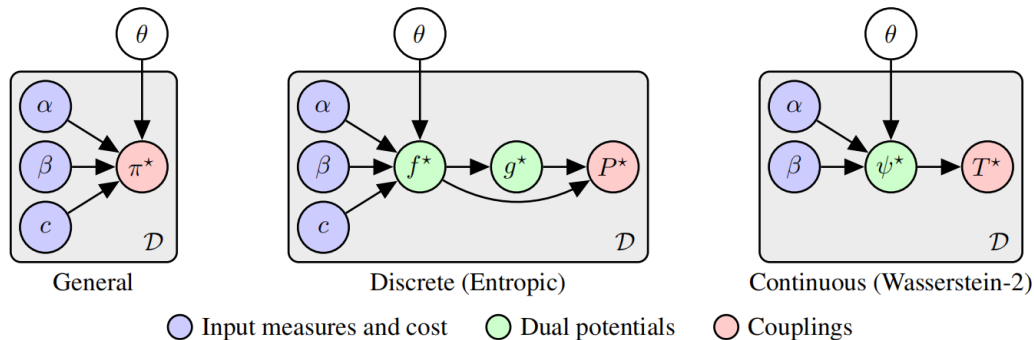 θ θ θ
α α α
β π* β f* g* P* β ψ* T*
c D c D D
General Discrete (Entropic) Continuous (Wasserstein-2)
Input measures and cost Dual potentials Couplings